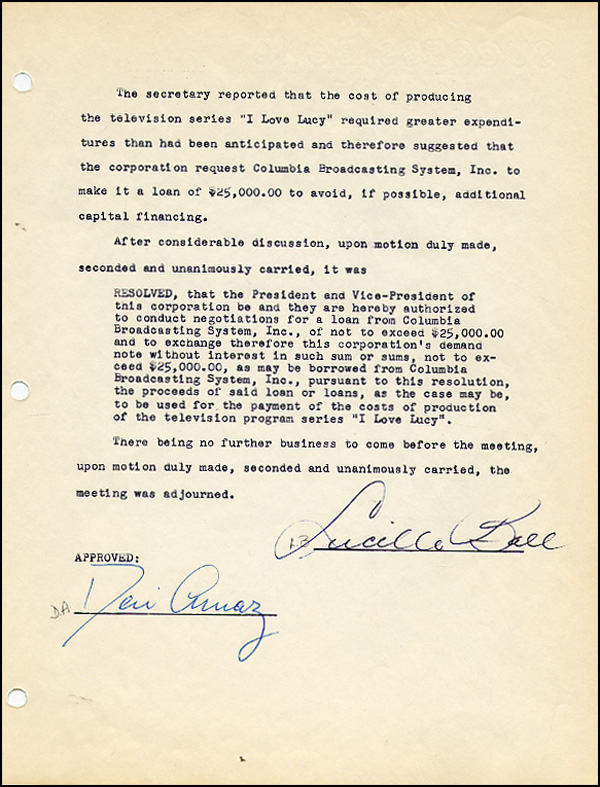 The secretary reported that the cost of producing
the television series "I Love Lucy" required greater expendi-
tures than had been anticipated and therefore suggested that
the corporation request Columbia Broadcasting System, Inc. to
make it a loan of $25,000.00 to avoid, if possible, additional
capital financing.
After considerable discussion, upon motion duly made,
seconded and unanimously carried, it was
RESOLVED, that the President and Vice-President of
this corporation be and they are hereby authorized
to conduct negotiations for a loan from Columbia
Broadcasting System, Inc., of not to exceed $25,000.00
and to exchange therefore this corporation's demand
note without interest in such sum or sums, not to ex-
ceed $25,000.00, as may be borrowed from Columbia
Broadcasting System, Inc., pursuant to this resolution,
the proceeds of said loan or loans, as the case may be,
to be used for the payment of the costs of production
of the television program series "I Love Lucy".
There being no further business to come before the meeting,
upon motion duly made, seconded and unanimously carried, the
meeting was adjourned.
LB Lucille Ball
APPROVED:
D.A Desi Arnaz